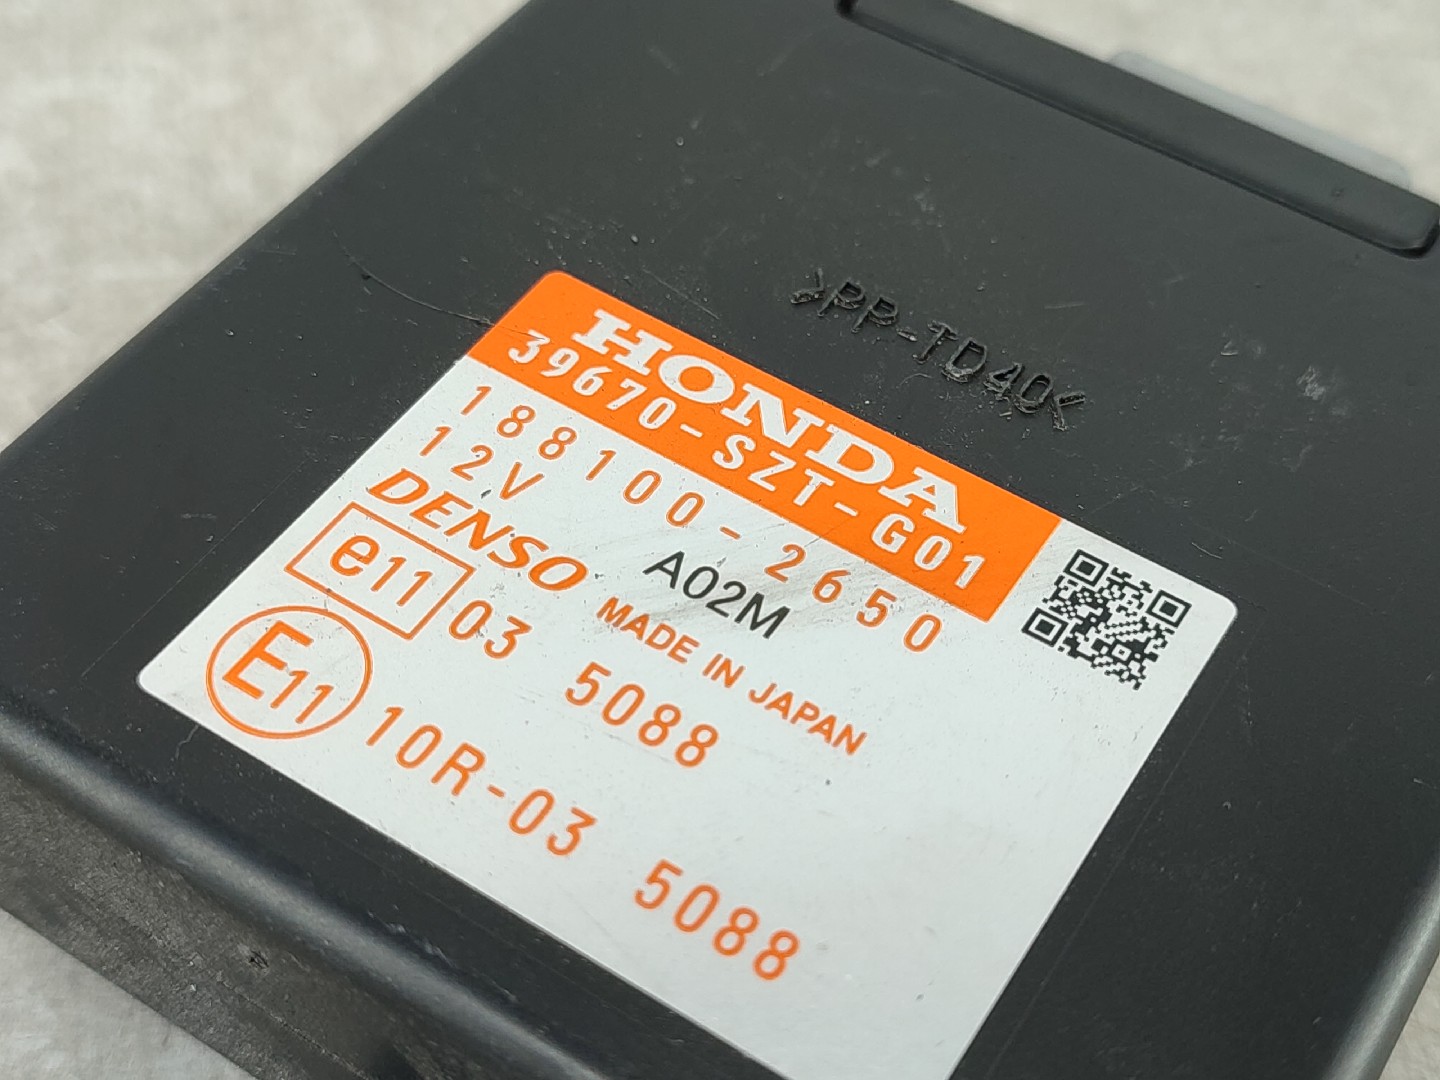 >PP-TD40<
HONDA
39670-SZT-G01
188100-2650
12V
DENSO
A02M
MADE IN JAPAN
e11 03 5088
E11 10R-03 5088